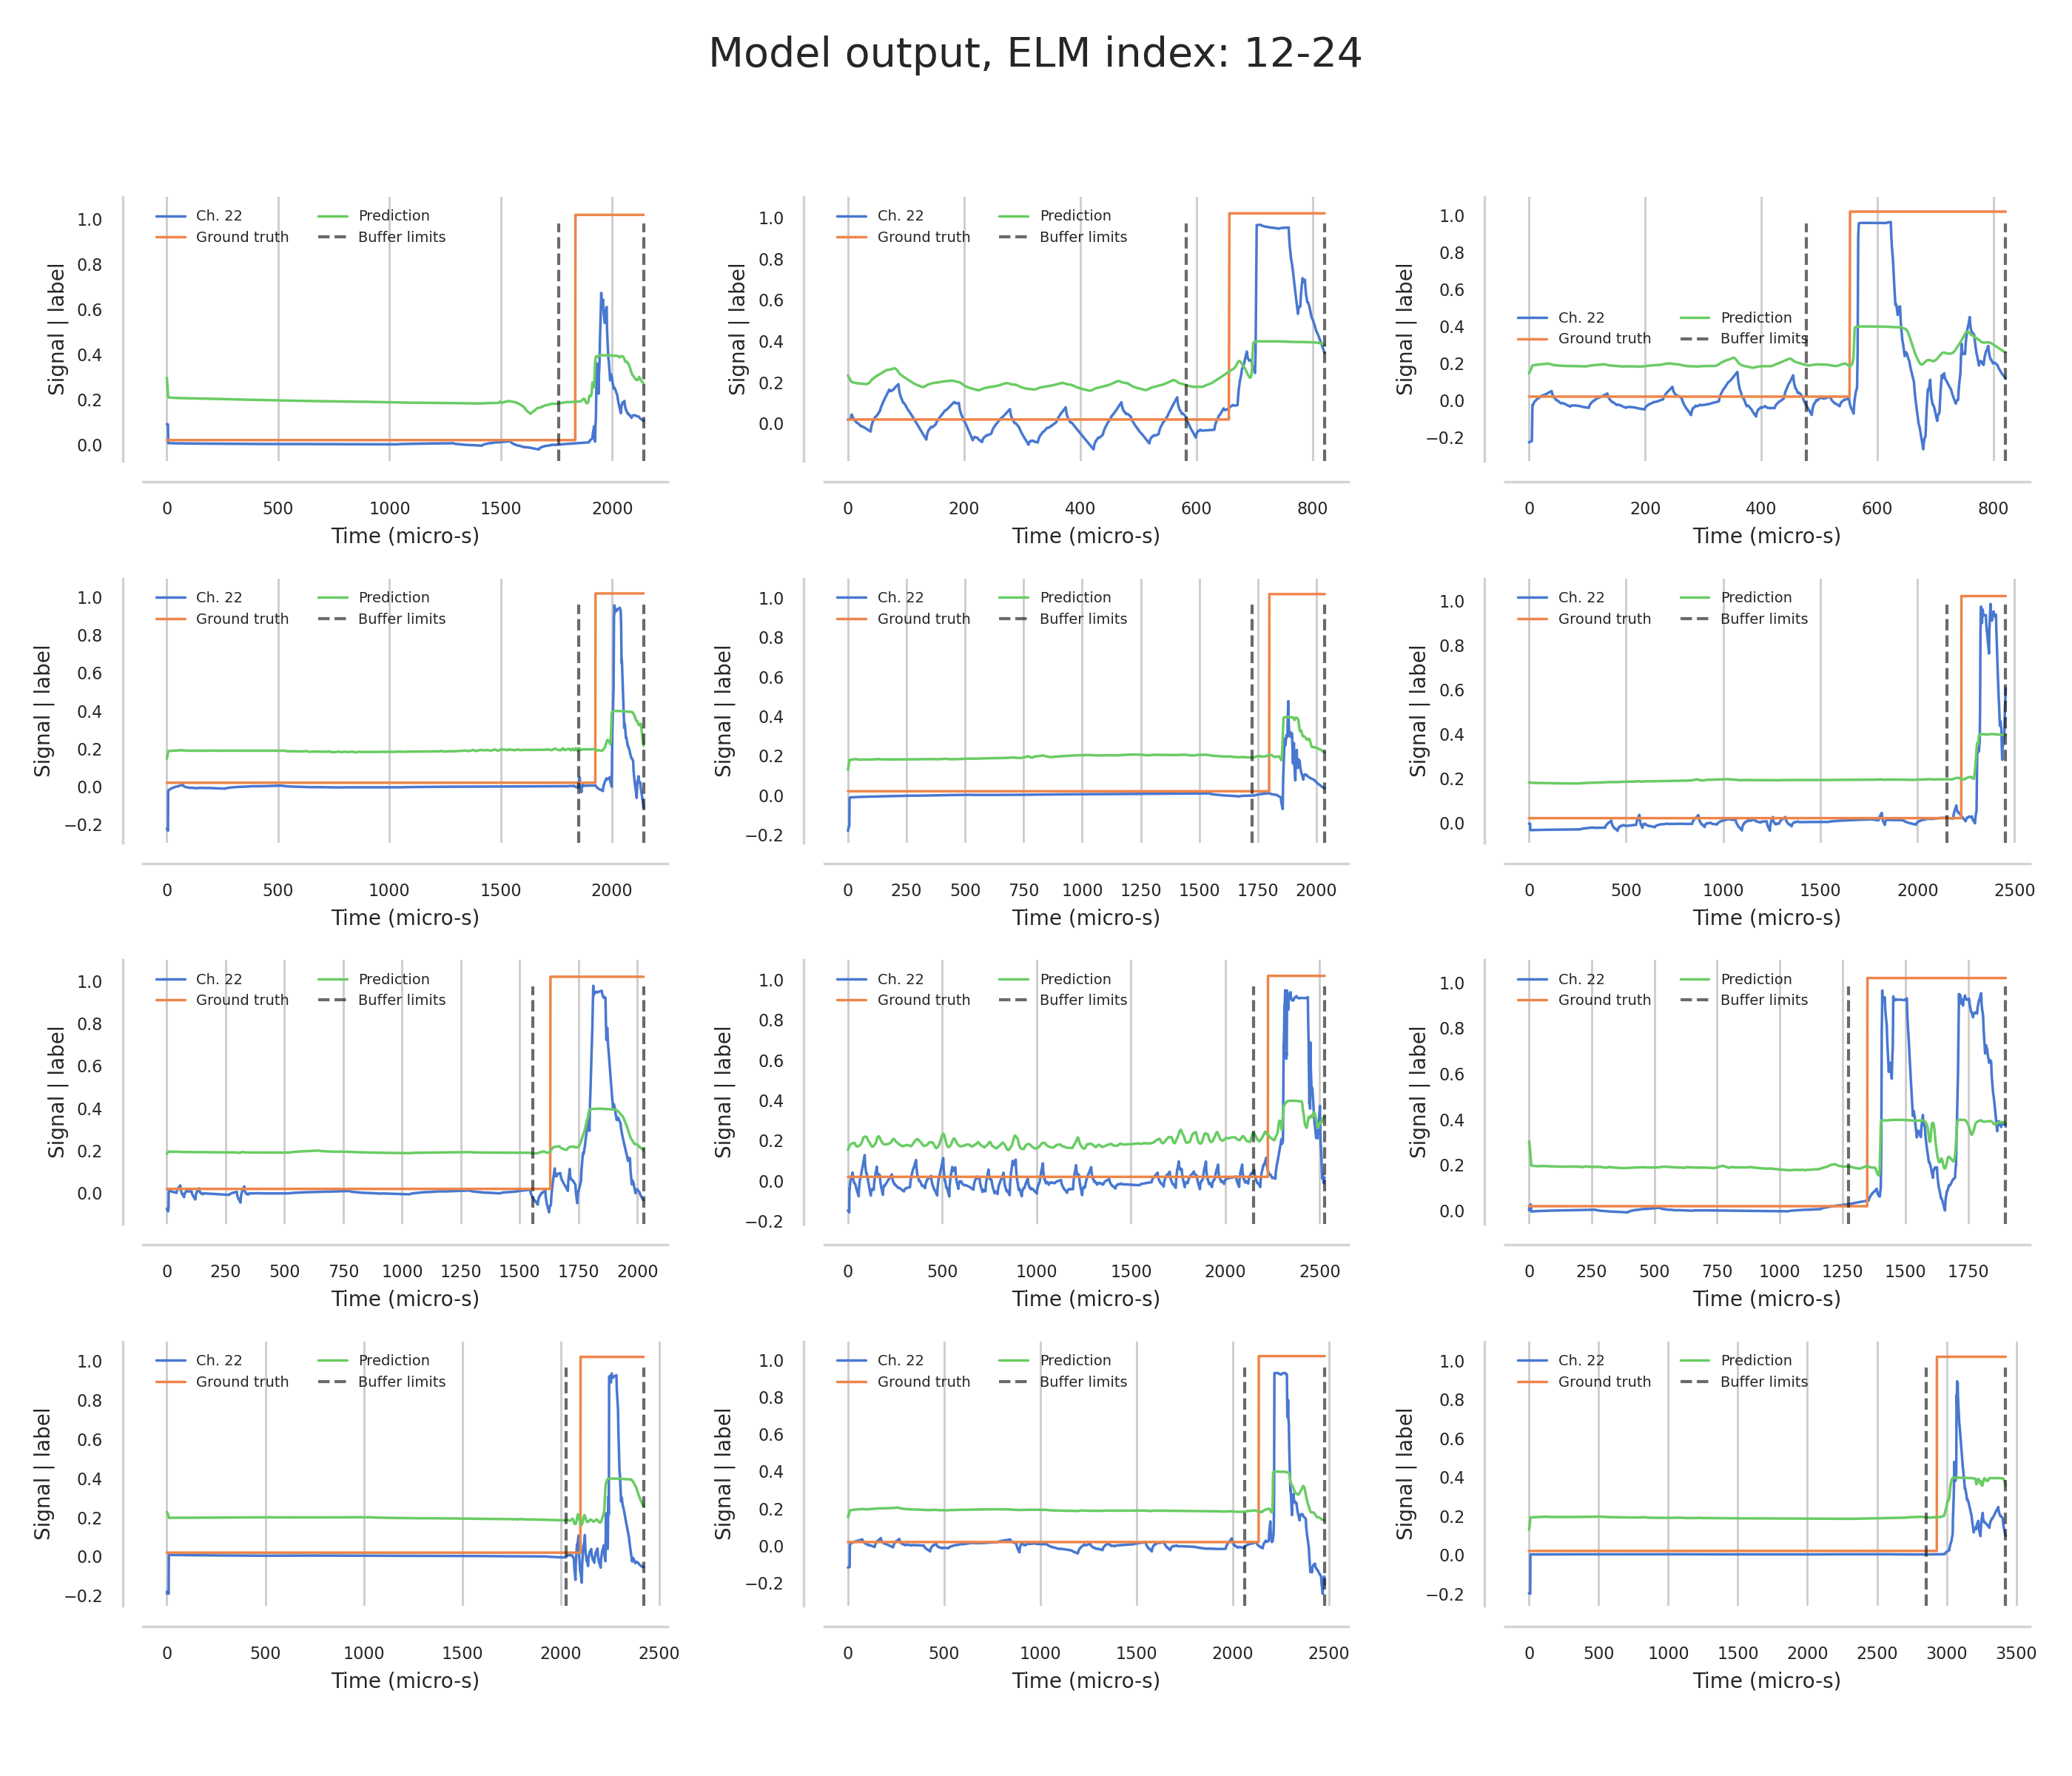 Model output, ELM index: 12-24
Signal | label
1.0
0.8
0.6
0.4
0.2
0.0
Ch. 22
Ground truth
Prediction
Buffer limits
0 500 1000 1500 2000
Time (micro-s)
Signal | label
1.0
0.8
0.6
0.4
0.2
0.0
Ch. 22
Ground truth
Prediction
Buffer limits
0 200 400 600 800
Time (micro-s)
Signal | label
1.0
0.8
0.6
0.4
0.2
0.0
−0.2
Ch. 22
Ground truth
Prediction
Buffer limits
0 200 400 600 800
Time (micro-s)
Signal | label
1.0
0.8
0.6
0.4
0.2
0.0
−0.2
Ch. 22
Ground truth
Prediction
Buffer limits
0 500 1000 1500 2000
Time (micro-s)
Signal | label
1.0
0.8
0.6
0.4
0.2
0.0
−0.2
Ch. 22
Ground truth
Prediction
Buffer limits
0 250 500 750 1000 1250 1500 1750 2000
Time (micro-s)
Signal | label
1.0
0.8
0.6
0.4
0.2
0.0
Ch. 22
Ground truth
Prediction
Buffer limits
0 500 1000 1500 2000 2500
Time (micro-s)
Signal | label
1.0
0.8
0.6
0.4
0.2
0.0
Ch. 22
Ground truth
Prediction
Buffer limits
0 250 500 750 1000 1250 1500 1750 2000
Time (micro-s)
Signal | label
1.0
0.8
0.6
0.4
0.2
0.0
−0.2
Ch. 22
Ground truth
Prediction
Buffer limits
0 500 1000 1500 2000 2500
Time (micro-s)
Signal | label
1.0
0.8
0.6
0.4
0.2
0.0
Ch. 22
Ground truth
Prediction
Buffer limits
0 250 500 750 1000 1250 1500 1750
Time (micro-s)
Signal | label
1.0
0.8
0.6
0.4
0.2
0.0
−0.2
Ch. 22
Ground truth
Prediction
Buffer limits
0 500 1000 1500 2000 2500
Time (micro-s)
Signal | label
1.0
0.8
0.6
0.4
0.2
0.0
−0.2
Ch. 22
Ground truth
Prediction
Buffer limits
0 500 1000 1500 2000 2500
Time (micro-s)
Signal | label
1.0
0.8
0.6
0.4
0.2
0.0
−0.2
Ch. 22
Ground truth
Prediction
Buffer limits
0 500 1000 1500 2000 2500 3000 3500
Time (micro-s)